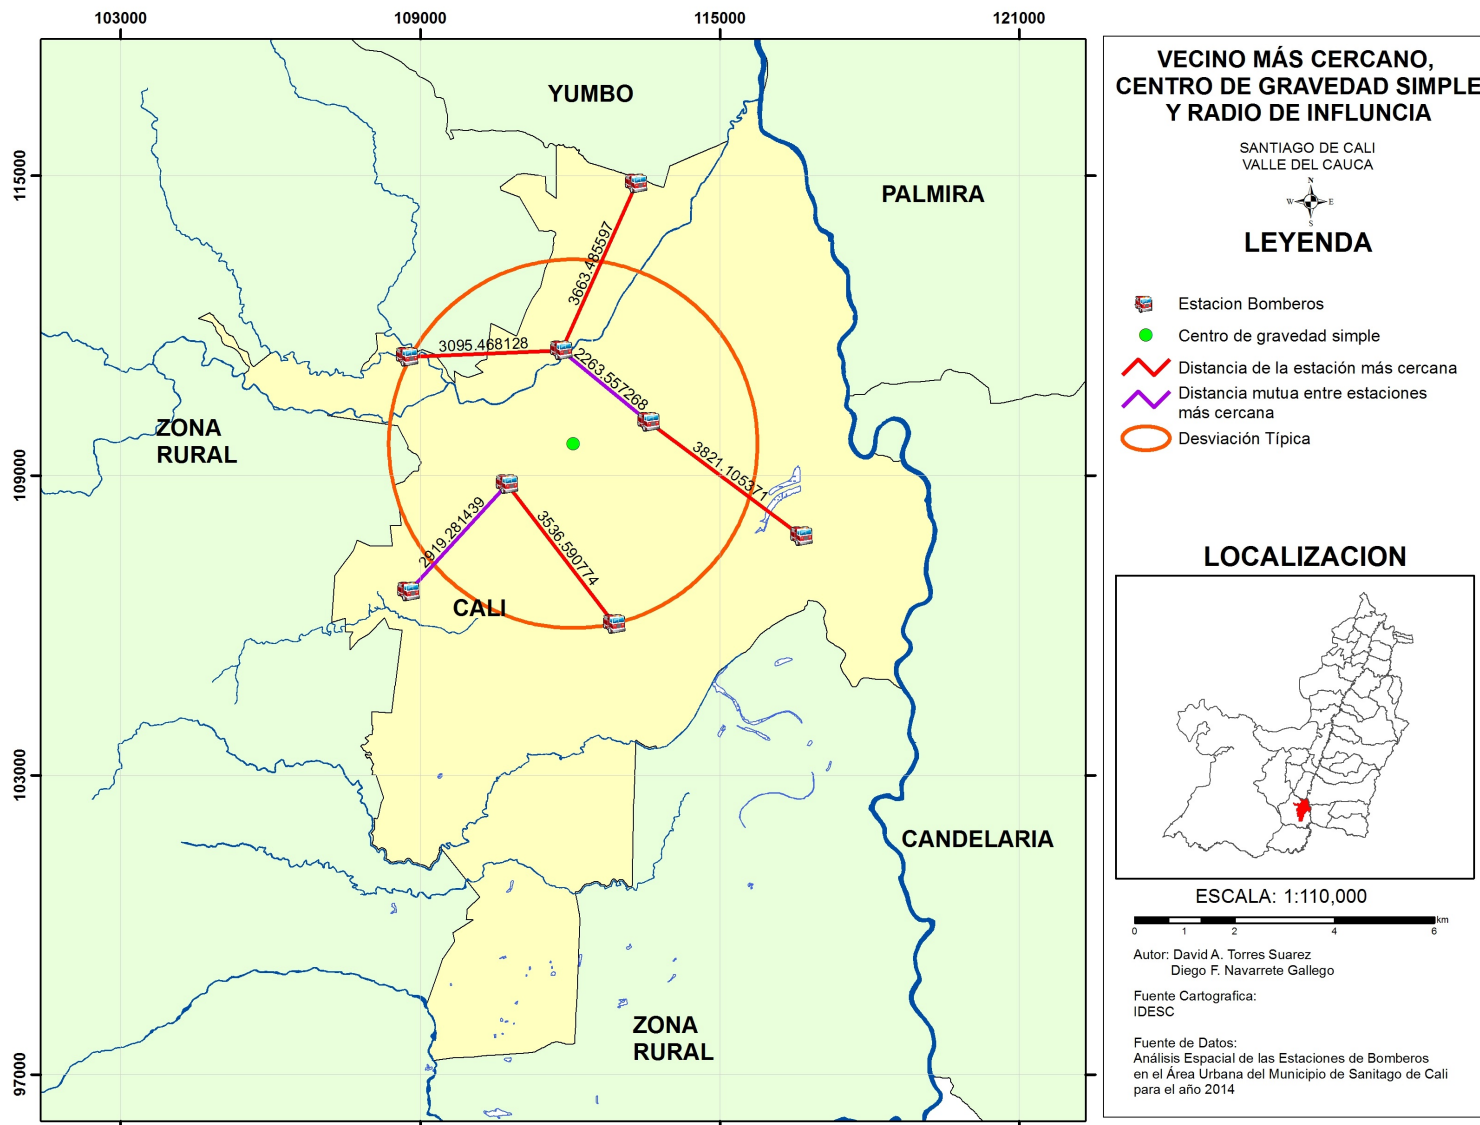 103000
109000
115000
121000
115000
109000
103000
97000
YUMBO
PALMIRA
3663.485597
3095.468128
2263.557268
3821.105371
ZONA
RURAL
2919.281439
3536.590774
CALI
CANDELARIA
ZONA
RURAL
VECINO MÁS CERCANO,
CENTRO DE GRAVEDAD SIMPLE
Y RADIO DE INFLUNCIA
SANTIAGO DE CALI
VALLE DEL CAUCA
N
W E
S
LEYENDA
Estacion Bomberos
Centro de gravedad simple
Distancia de la estación más cercana
Distancia mutua entre estaciones
más cercana
Desviación Típica
LOCALIZACION
ESCALA: 1:110,000
km
0 1 2 4 6
Autor: David A. Torres Suarez
Diego F. Navarrete Gallego
Fuente Cartografica:
IDESC
Fuente de Datos:
Análisis Espacial de las Estaciones de Bomberos
en el Área Urbana del Municipio de Sanitago de Cali
para el año 2014